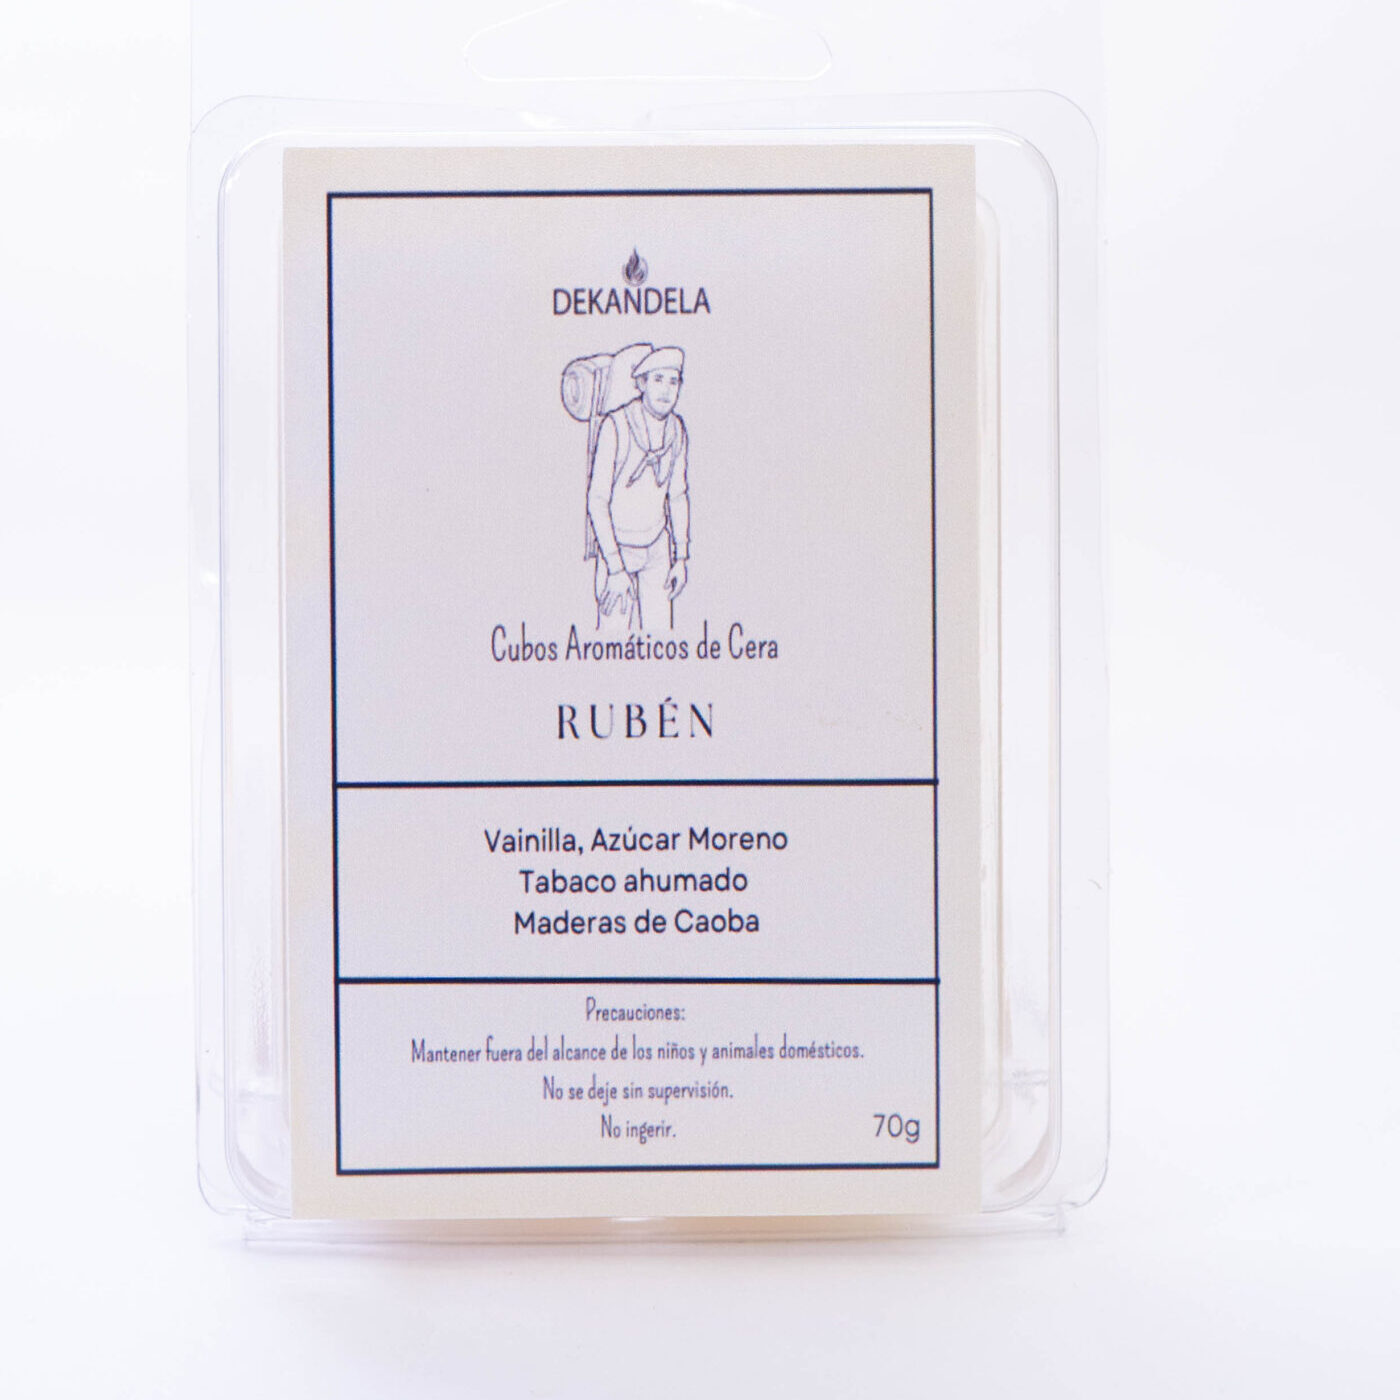 DEKANDELA
Cubos Aromáticos de Cera
RUBÉN
Vainilla, Azúcar Moreno
Tabaco ahumado
Maderas de Caoba
Precauciones:
Mantener fuera del alcance de los niños y animales domésticos.
No se deje sin supervisión.
No ingerir.
70g